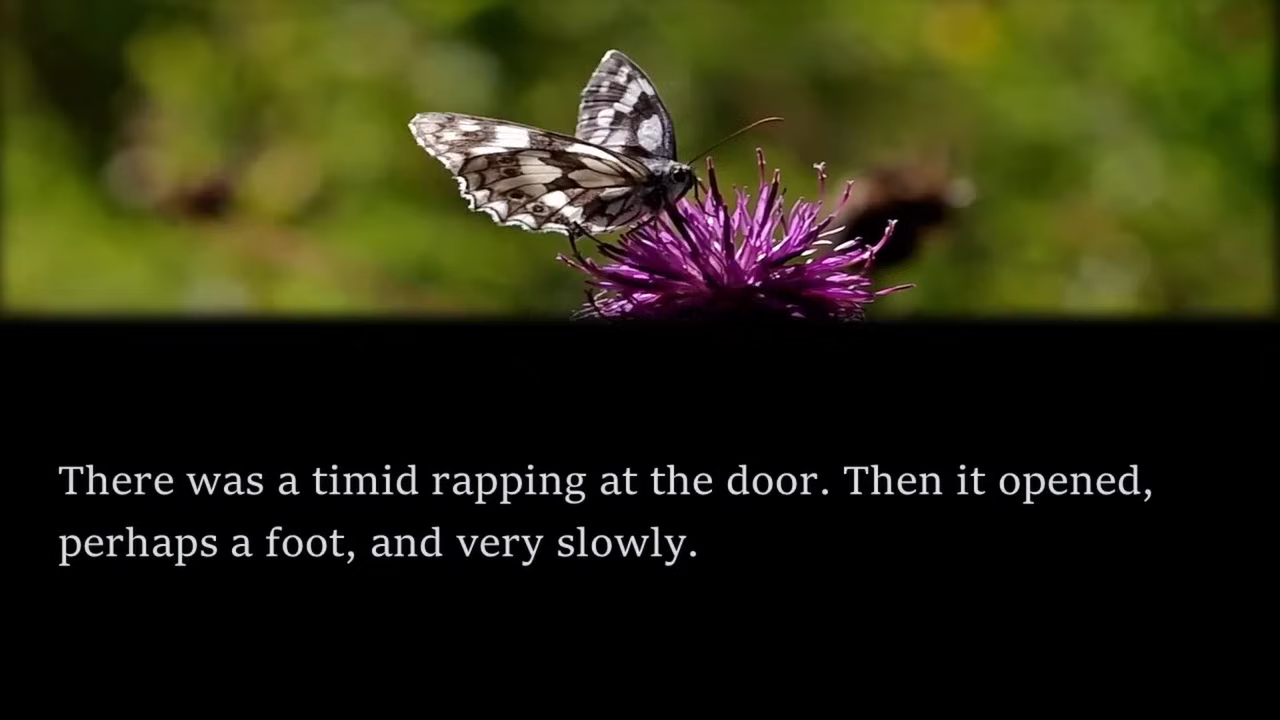 There was a timid rapping at the door. Then it opened,
perhaps a foot, and very slowly.